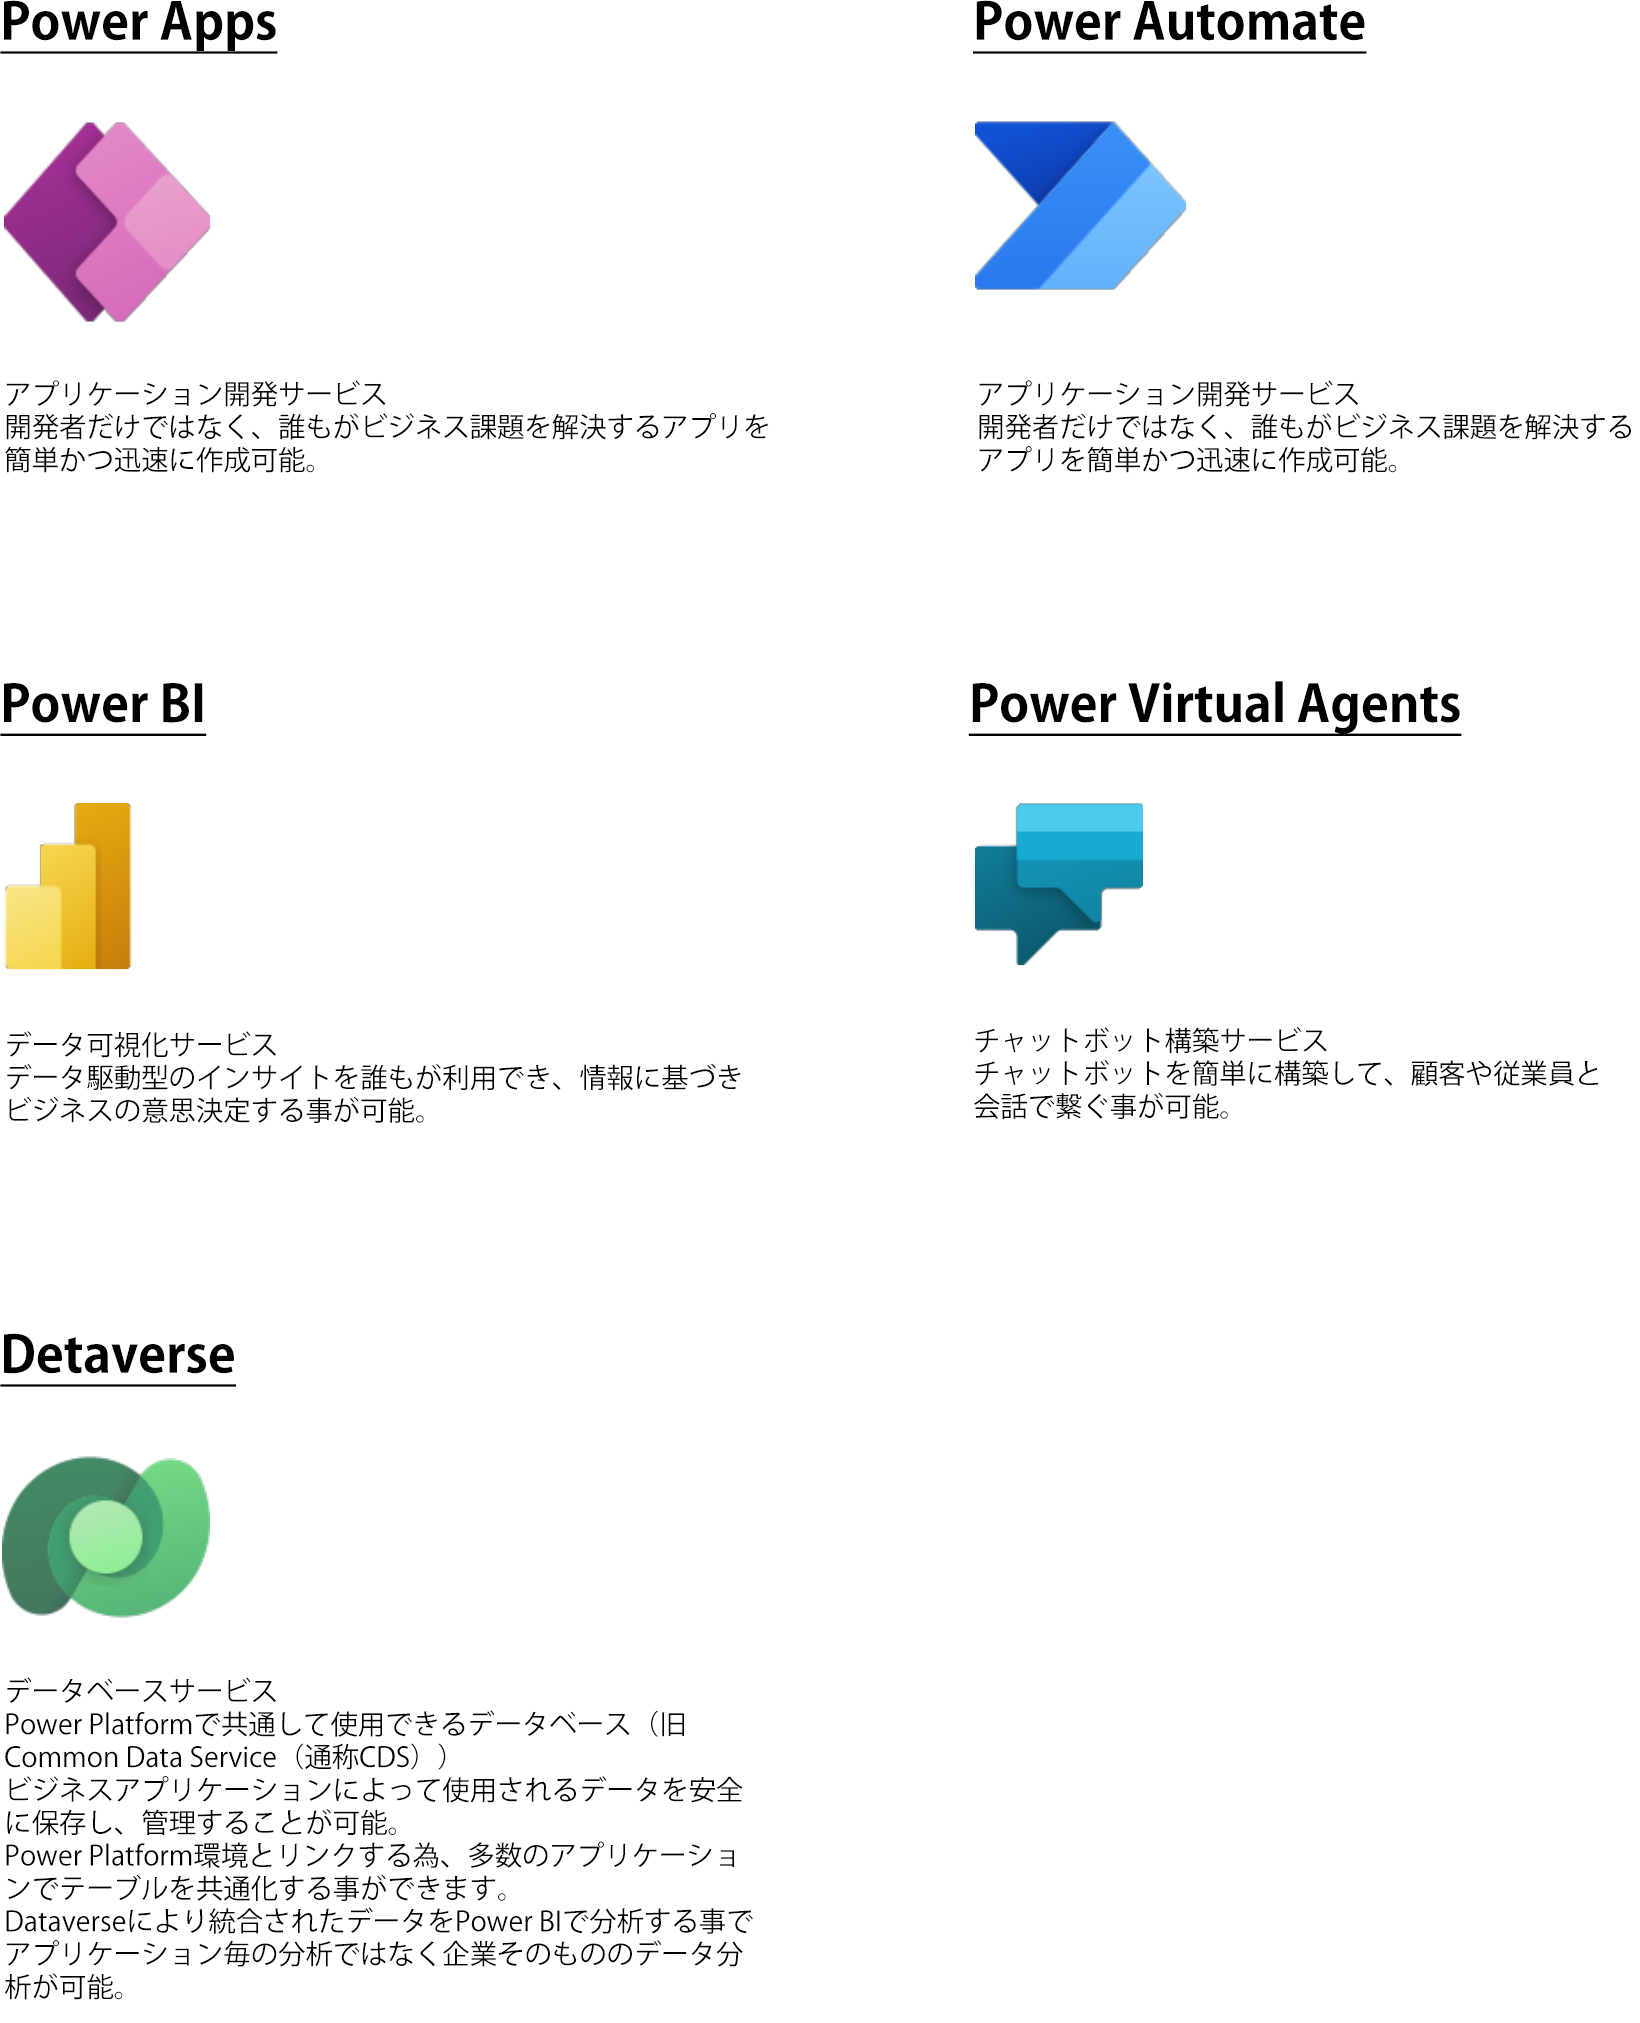 Power Apps
アプリケーション開発サービス
開発者だけではなく、誰もがビジネス課題を解決するアプリを
簡単かつ迅速に作成可能。
Power Automate
アプリケーション開発サービス
開発者だけではなく、誰もがビジネス課題を解決する
アプリを簡単かつ迅速に作成可能。
Power BI
データ可視化サービス
データ駆動型のインサイトを誰もが利用でき、情報に基づき
ビジネスの意思決定する事が可能。
Power Virtual Agents
チャットボット構築サービス
チャットボットを簡単に構築して、顧客や従業員と
会話で繋ぐ事が可能。
Detaverse
データベースサービス
Power Platformで共通して使用できるデータベース（旧
Common Data Service（通称CDS））
ビジネスアプリケーションによって使用されるデータを安全
に保存し、管理することが可能。
Power Platform環境とリンクする為、多数のアプリケーショ
ンでテーブルを共通化する事ができます。
Dataverseにより統合されたデータをPower BIで分析する事で
アプリケーション毎の分析ではなく企業そのもののデータ分
析が可能。